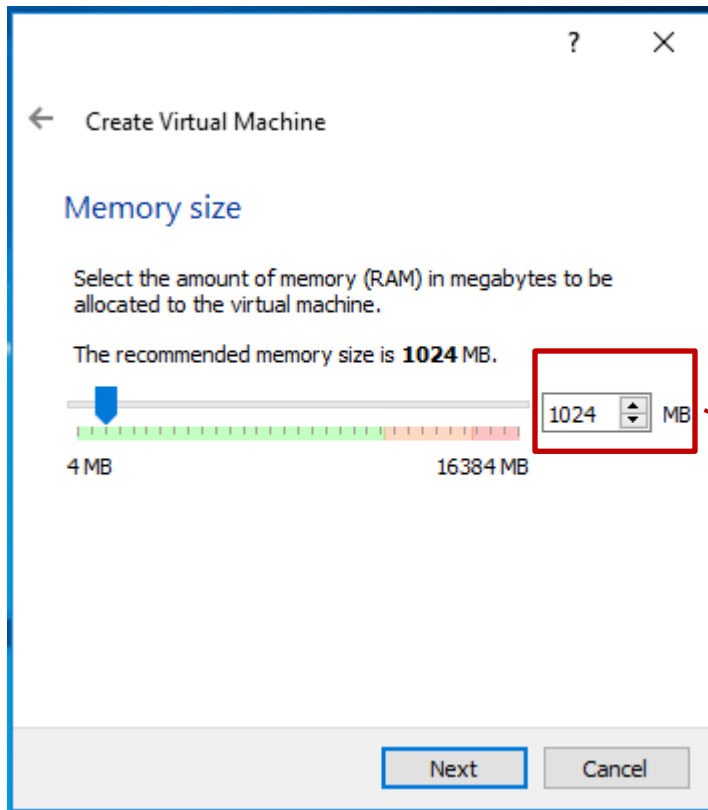 ?
Create Virtual Machine
Memory size
Select the amount of memory (RAM) in megabytes to be
allocated to the virtual machine.
The recommended memory size is 1024 MB.
1024 MB
4 MB 16384 MB
Next Cancel